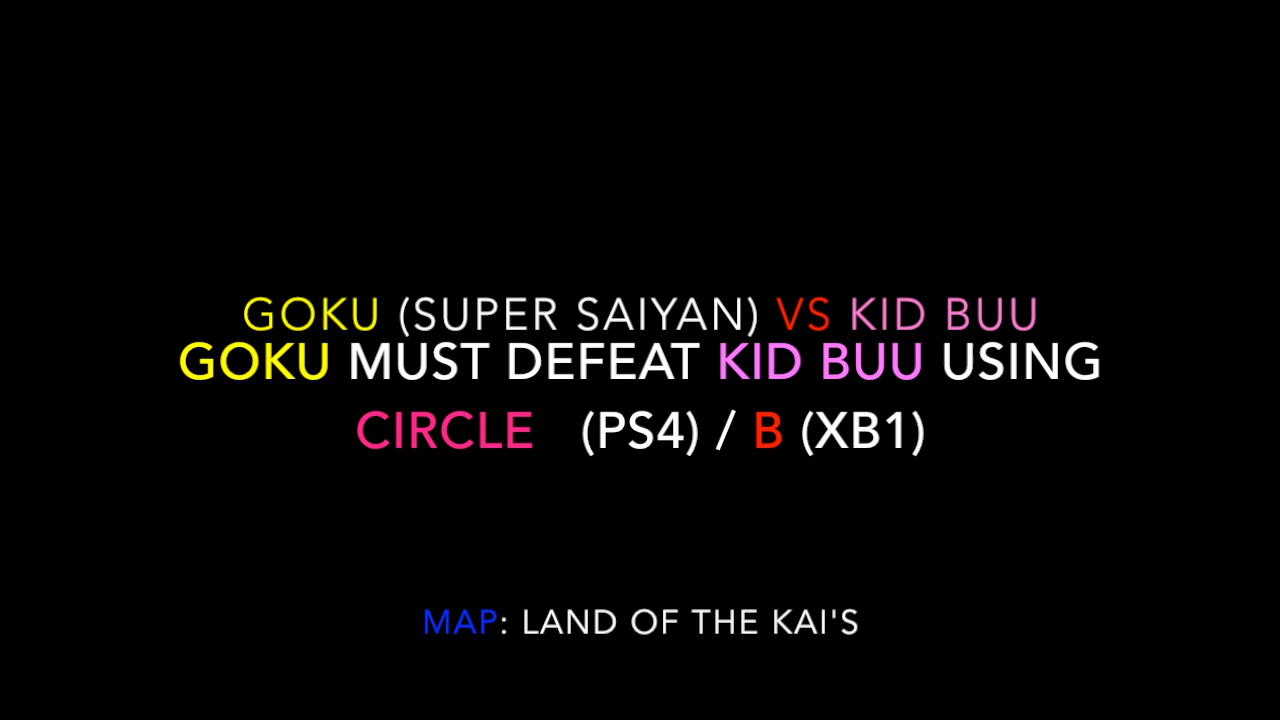 GOKU (SUPER SAIYAN) VS KID BUU
GOKU MUST DEFEAT KID BUU USING
CIRCLE (PS4) / B (XB1)
MAP: LAND OF THE KAI'S